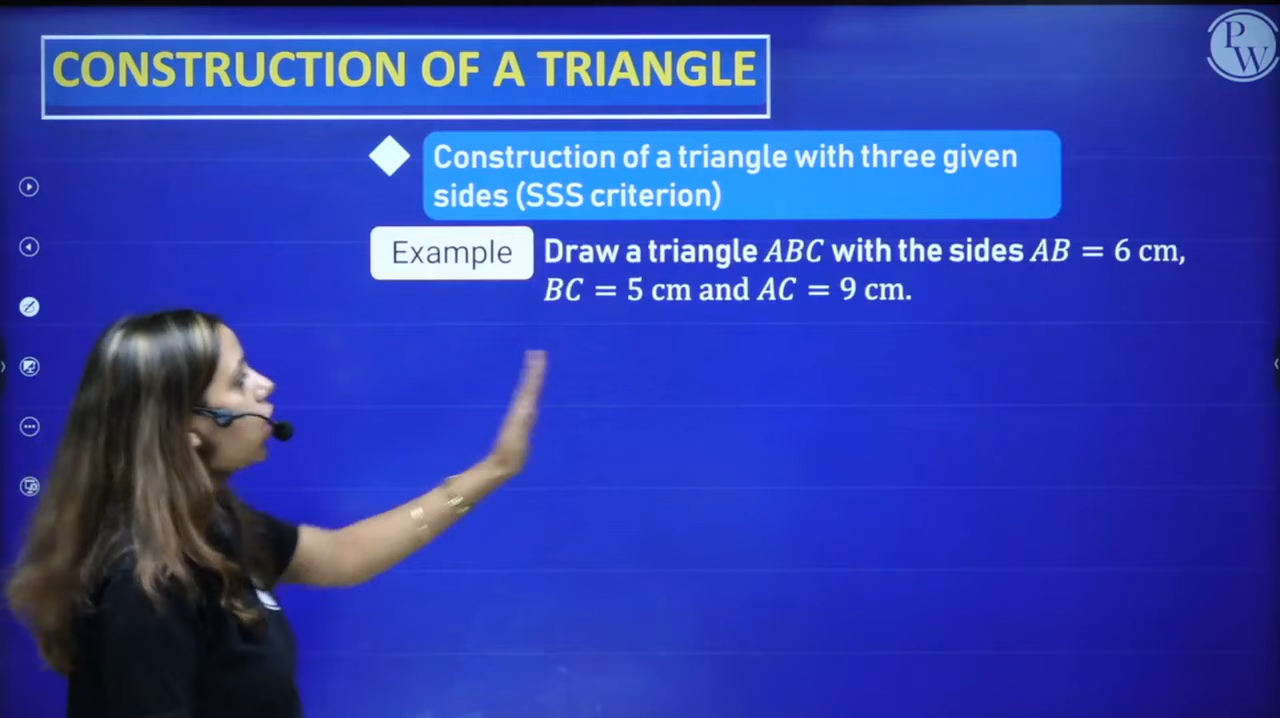 CONSTRUCTION OF A TRIANGLE
PW
Construction of a triangle with three given
sides (SSS criterion)
Example
Draw a triangle ABC with the sides AB = 6 cm,
BC = 5 cm and AC = 9 cm.